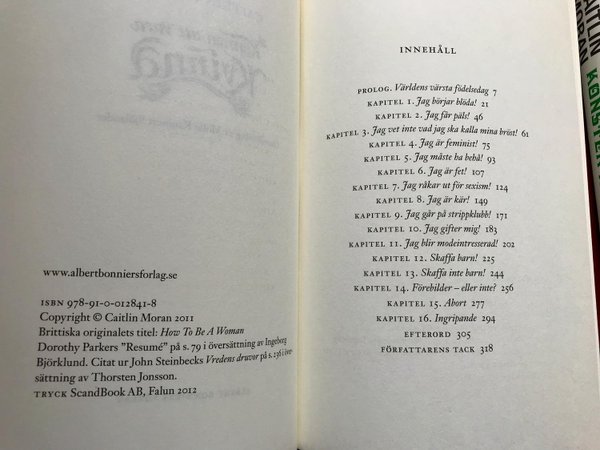 www.albertbonniersforlag.se
ISBN 978-91-0-012841-8
Copyright © Caitlin Moran 2011
Brittiska originalets titel: How To Be A Woman
Dorothy Parkers ”Resumé” på s. 79 i översättning av Ingeberg
Björklund. Citat ur John Steinbecks Vredens druvor på s. 236 i över-
sättning av Thorsten Jonsson.
TRYCK ScandBook AB, Falun 2012
INNEHÅLL
PROLOG. Världens värsta födelsedag 7
KAPITEL 1. Jag börjar blöda! 21
KAPITEL 2. Jag får päls! 46
KAPITEL 3. Jag vet inte vad jag ska kalla mina bröst! 61
KAPITEL 4. Jag är feminist! 75
KAPITEL 5. Jag måste ha behå! 93
KAPITEL 6. Jag är fet! 107
KAPITEL 7. Jag råkar ut för sexism! 124
KAPITEL 8. Jag är kär! 149
KAPITEL 9. Jag går på strippklubb! 171
KAPITEL 10. Jag gifter mig! 183
KAPITEL 11. Jag blir modeintresserad! 202
KAPITEL 12. Skaffa barn! 225
KAPITEL 13. Skaffa inte barn! 244
KAPITEL 14. Förebilder – eller inte? 256
KAPITEL 15. Abort 277
KAPITEL 16. Ingripande 294
EFTERORD 305
FÖRFATTARENS TACK 318
CAITLIN
MORAN
Kvinna